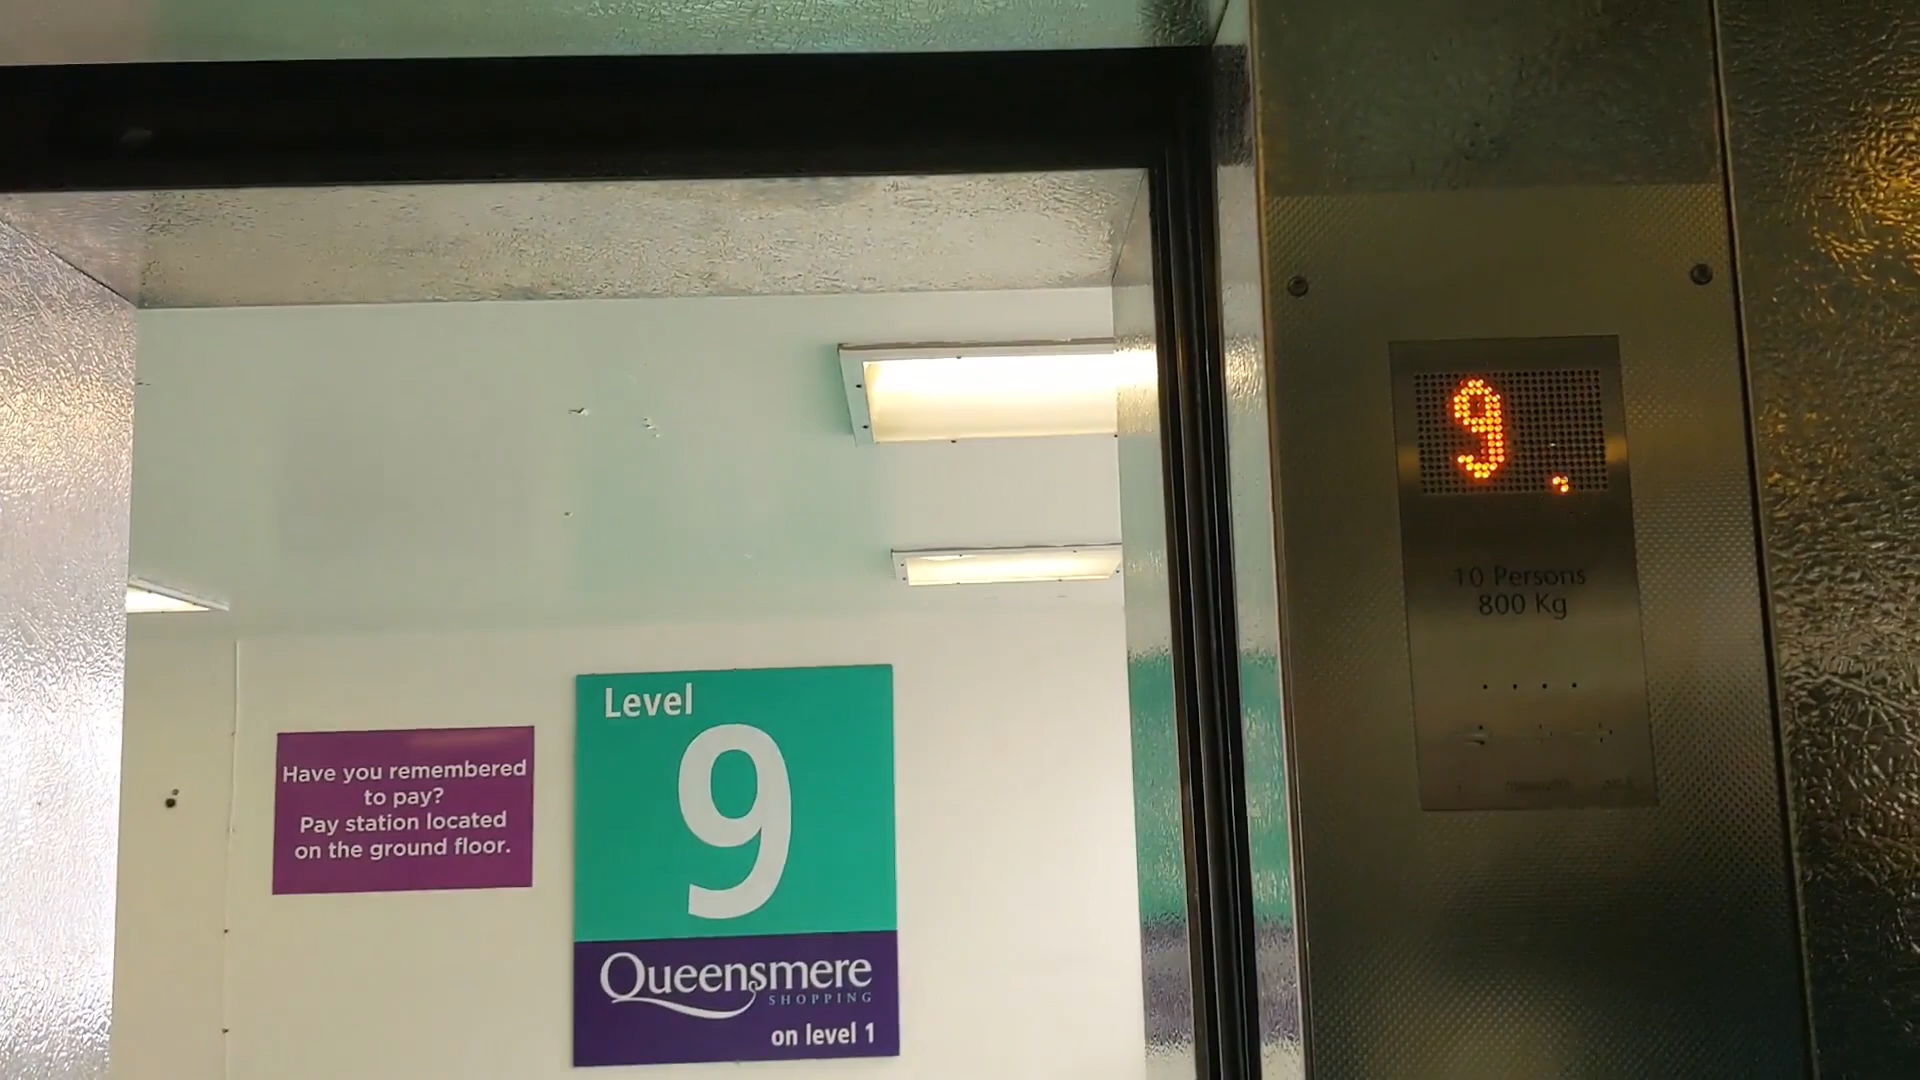 Have you remembered
to pay?
Pay station located
on the ground floor.
Level
9
Queensmere
SHOPPING
on level 1
9
10 Persons
800 Kg